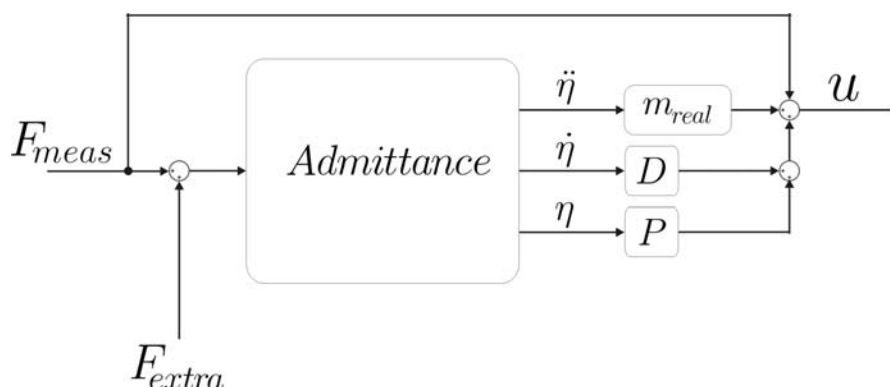 η̈
m_real
u
F_meas
η̇
Admittance
D
η
P
F_extra